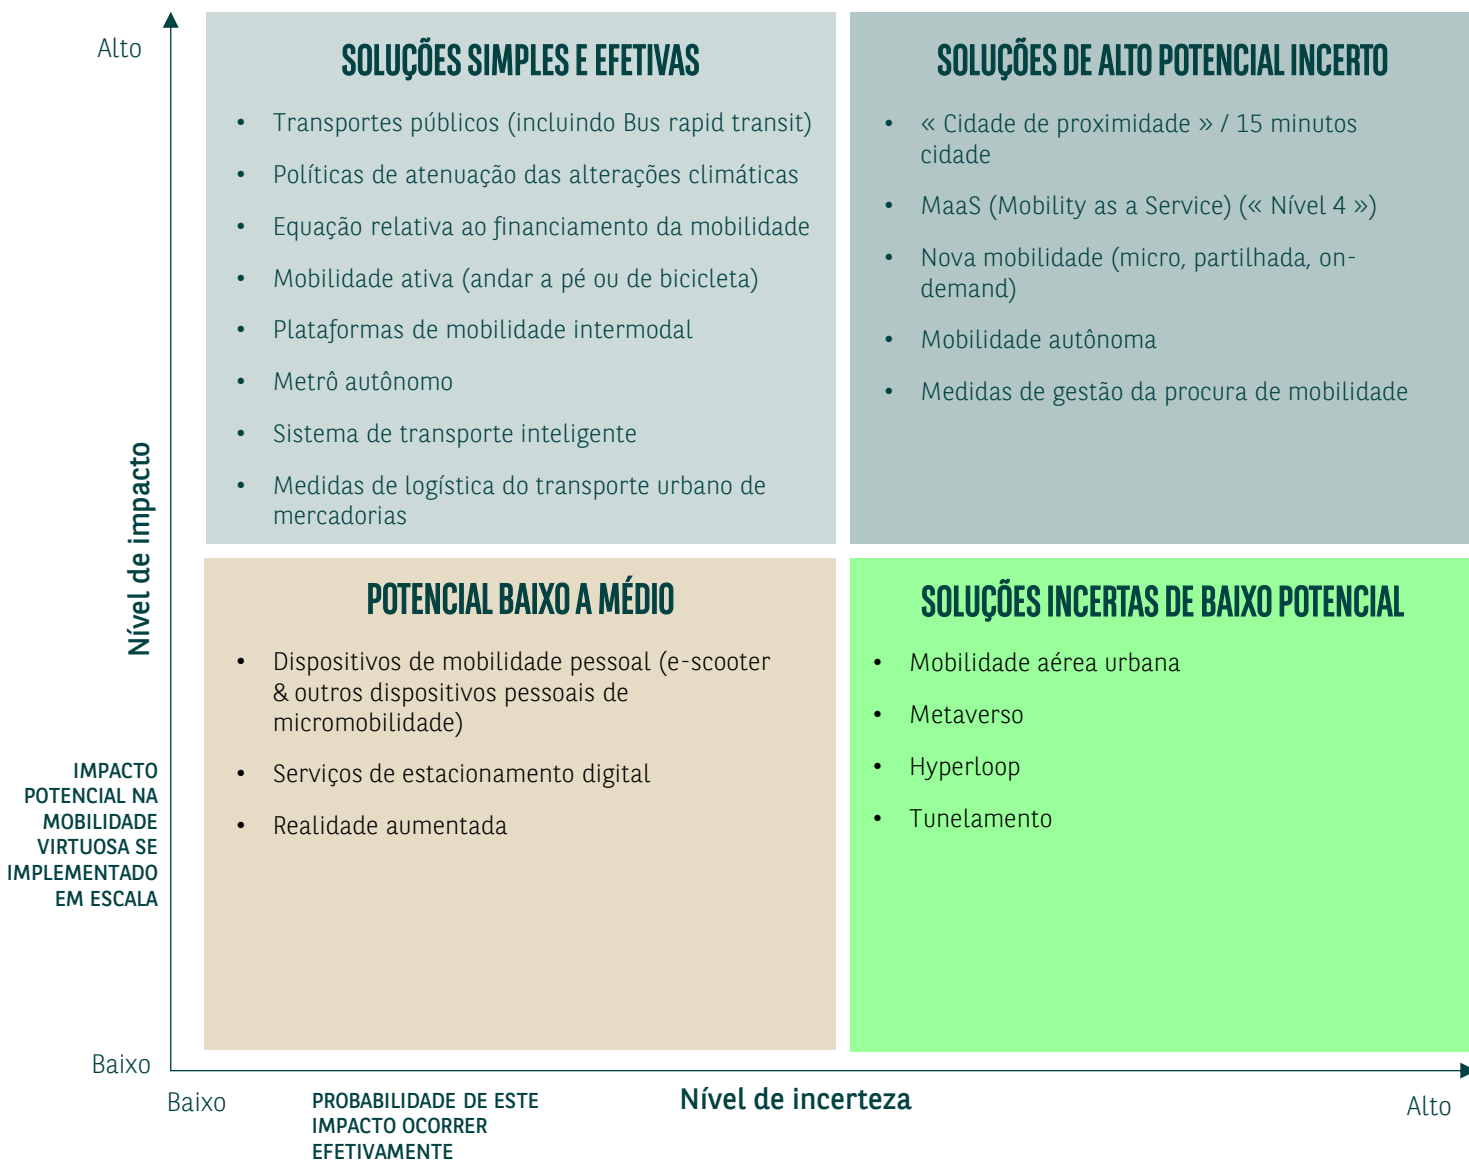 Alto
SOLUÇÕES SIMPLES E EFETIVAS
• Transportes públicos (incluindo Bus rapid transit)
• Políticas de atenuação das alterações climáticas
• Equação relativa ao financiamento da mobilidade
• Mobilidade ativa (andar a pé ou de bicicleta)
• Plataformas de mobilidade intermodal
• Metrô autônomo
• Sistema de transporte inteligente
• Medidas de logística do transporte urbano de
mercadorias
SOLUÇÕES DE ALTO POTENCIAL INCERTO
• « Cidade de proximidade » / 15 minutos
cidade
• MaaS (Mobility as a Service) (« Nível 4 »)
• Nova mobilidade (micro, partilhada, on-
demand)
• Mobilidade autônoma
• Medidas de gestão da procura de mobilidade
Nível de impacto
POTENCIAL BAIXO A MÉDIO
• Dispositivos de mobilidade pessoal (e-scooter
& outros dispositivos pessoais de
micromobilidade)
• Serviços de estacionamento digital
• Realidade aumentada
SOLUÇÕES INCERTAS DE BAIXO POTENCIAL
• Mobilidade aérea urbana
• Metaverso
• Hyperloop
• Tunelamento
IMPACTO
POTENCIAL NA
MOBILIDADE
VIRTUOSA SE
IMPLEMENTADO
EM ESCALA
Baixo
Baixo
PROBABILIDADE DE ESTE
IMPACTO OCORRER
EFETIVAMENTE
Nível de incerteza
Alto